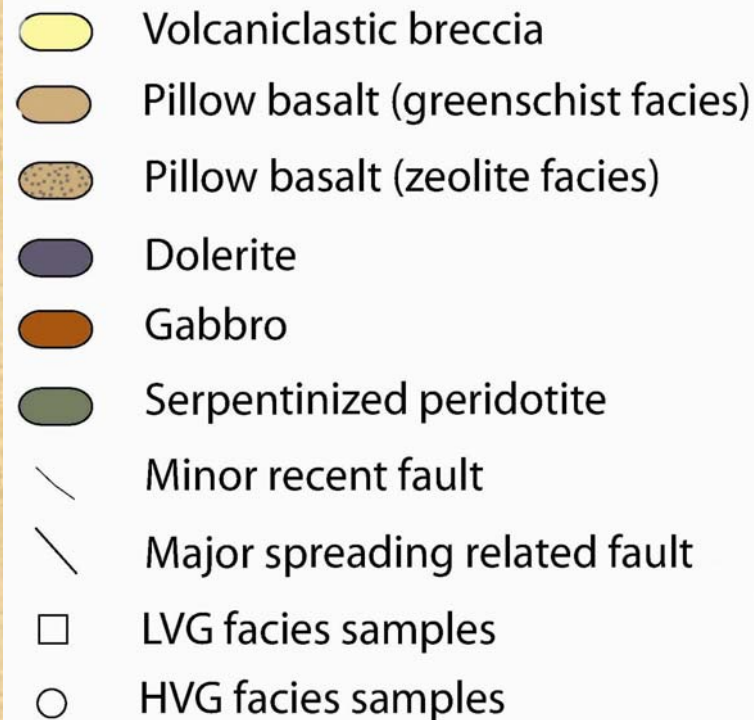 Volcaniclastic breccia
Pillow basalt (greenschist facies)
Pillow basalt (zeolite facies)
Dolerite
Gabbro
Serpentinized peridotite
Minor recent fault
Major spreading related fault
LVG facies samples
HVG facies samples